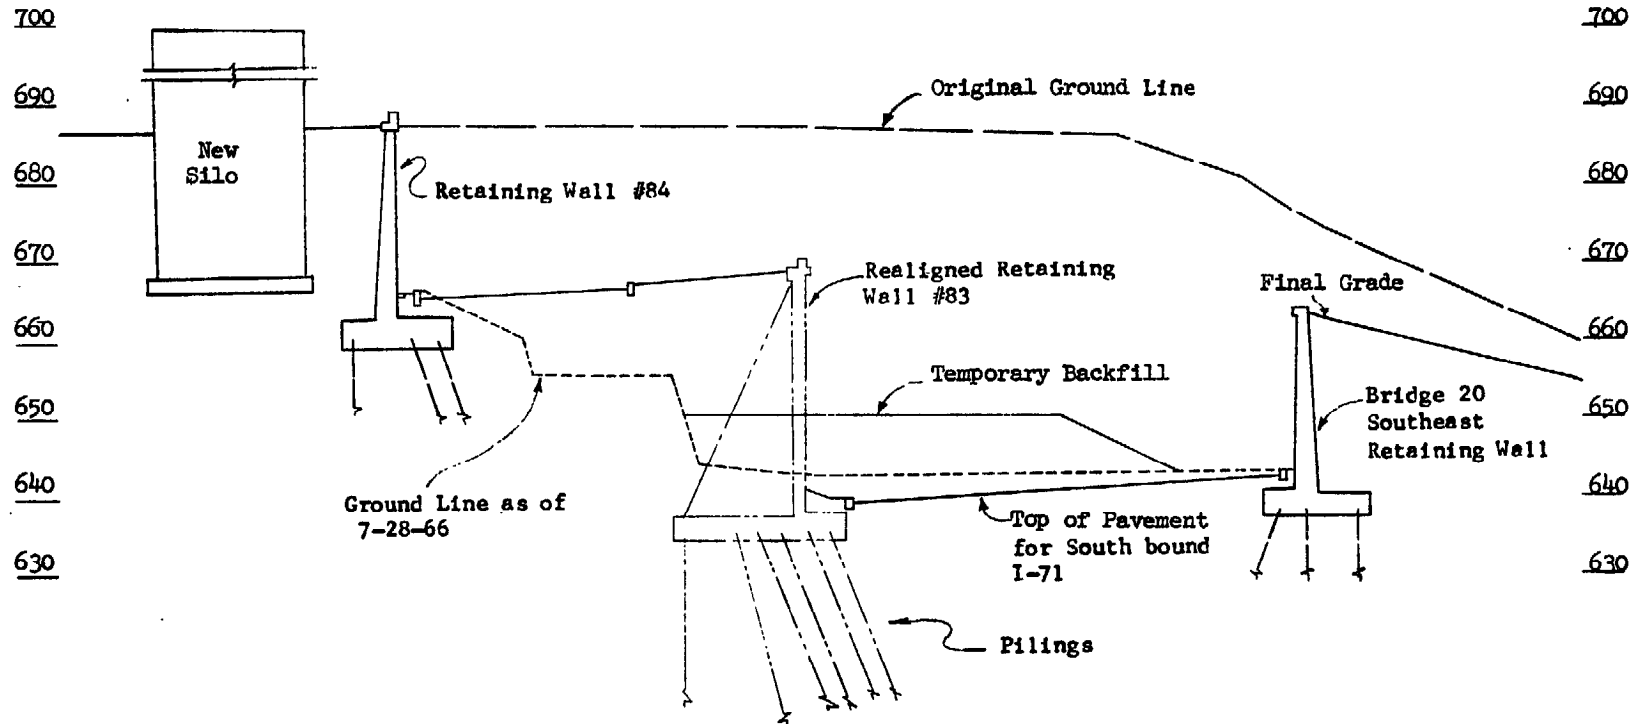 700
690
680
670
660
650
640
630
New
Silo
Retaining Wall #84
Original Ground Line
Realigned Retaining
Wall #83
Final Grade
Temporary Backfill
Bridge 20
Southeast
Retaining Wall
Ground Line as of
7-28-66
Top of Pavement
for South bound
I-71
Pilings
700
690
680
670
660
650
640
630